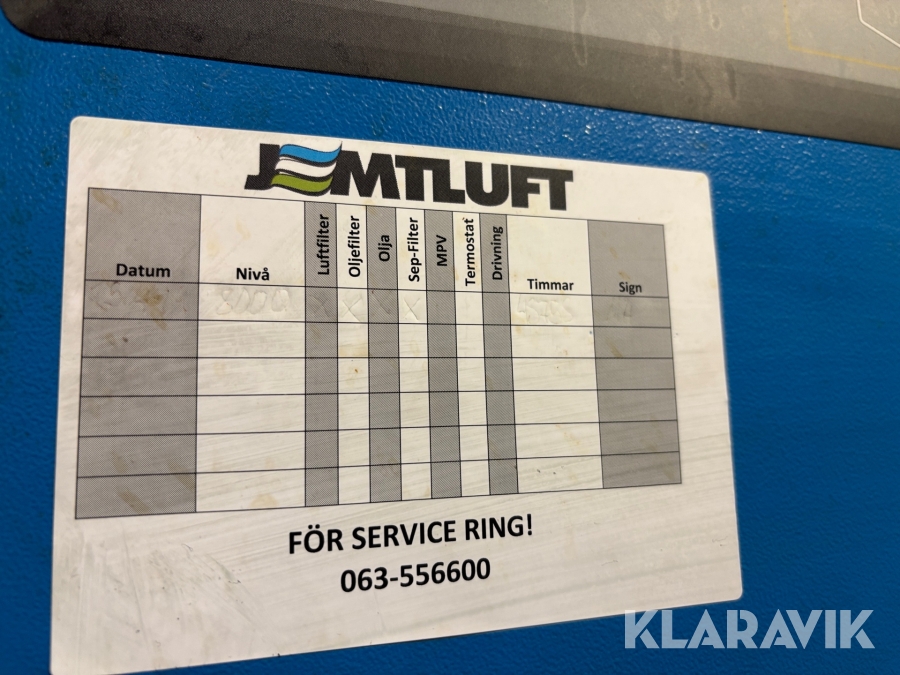 JEMTLUFT
Datum Nivå Luftfilter Oljefilter Olja Sep-Filter MPV Termostat Drivning Timmar Sign
X X X X
FÖR SERVICE RING!
063-556600
KLARAVIK